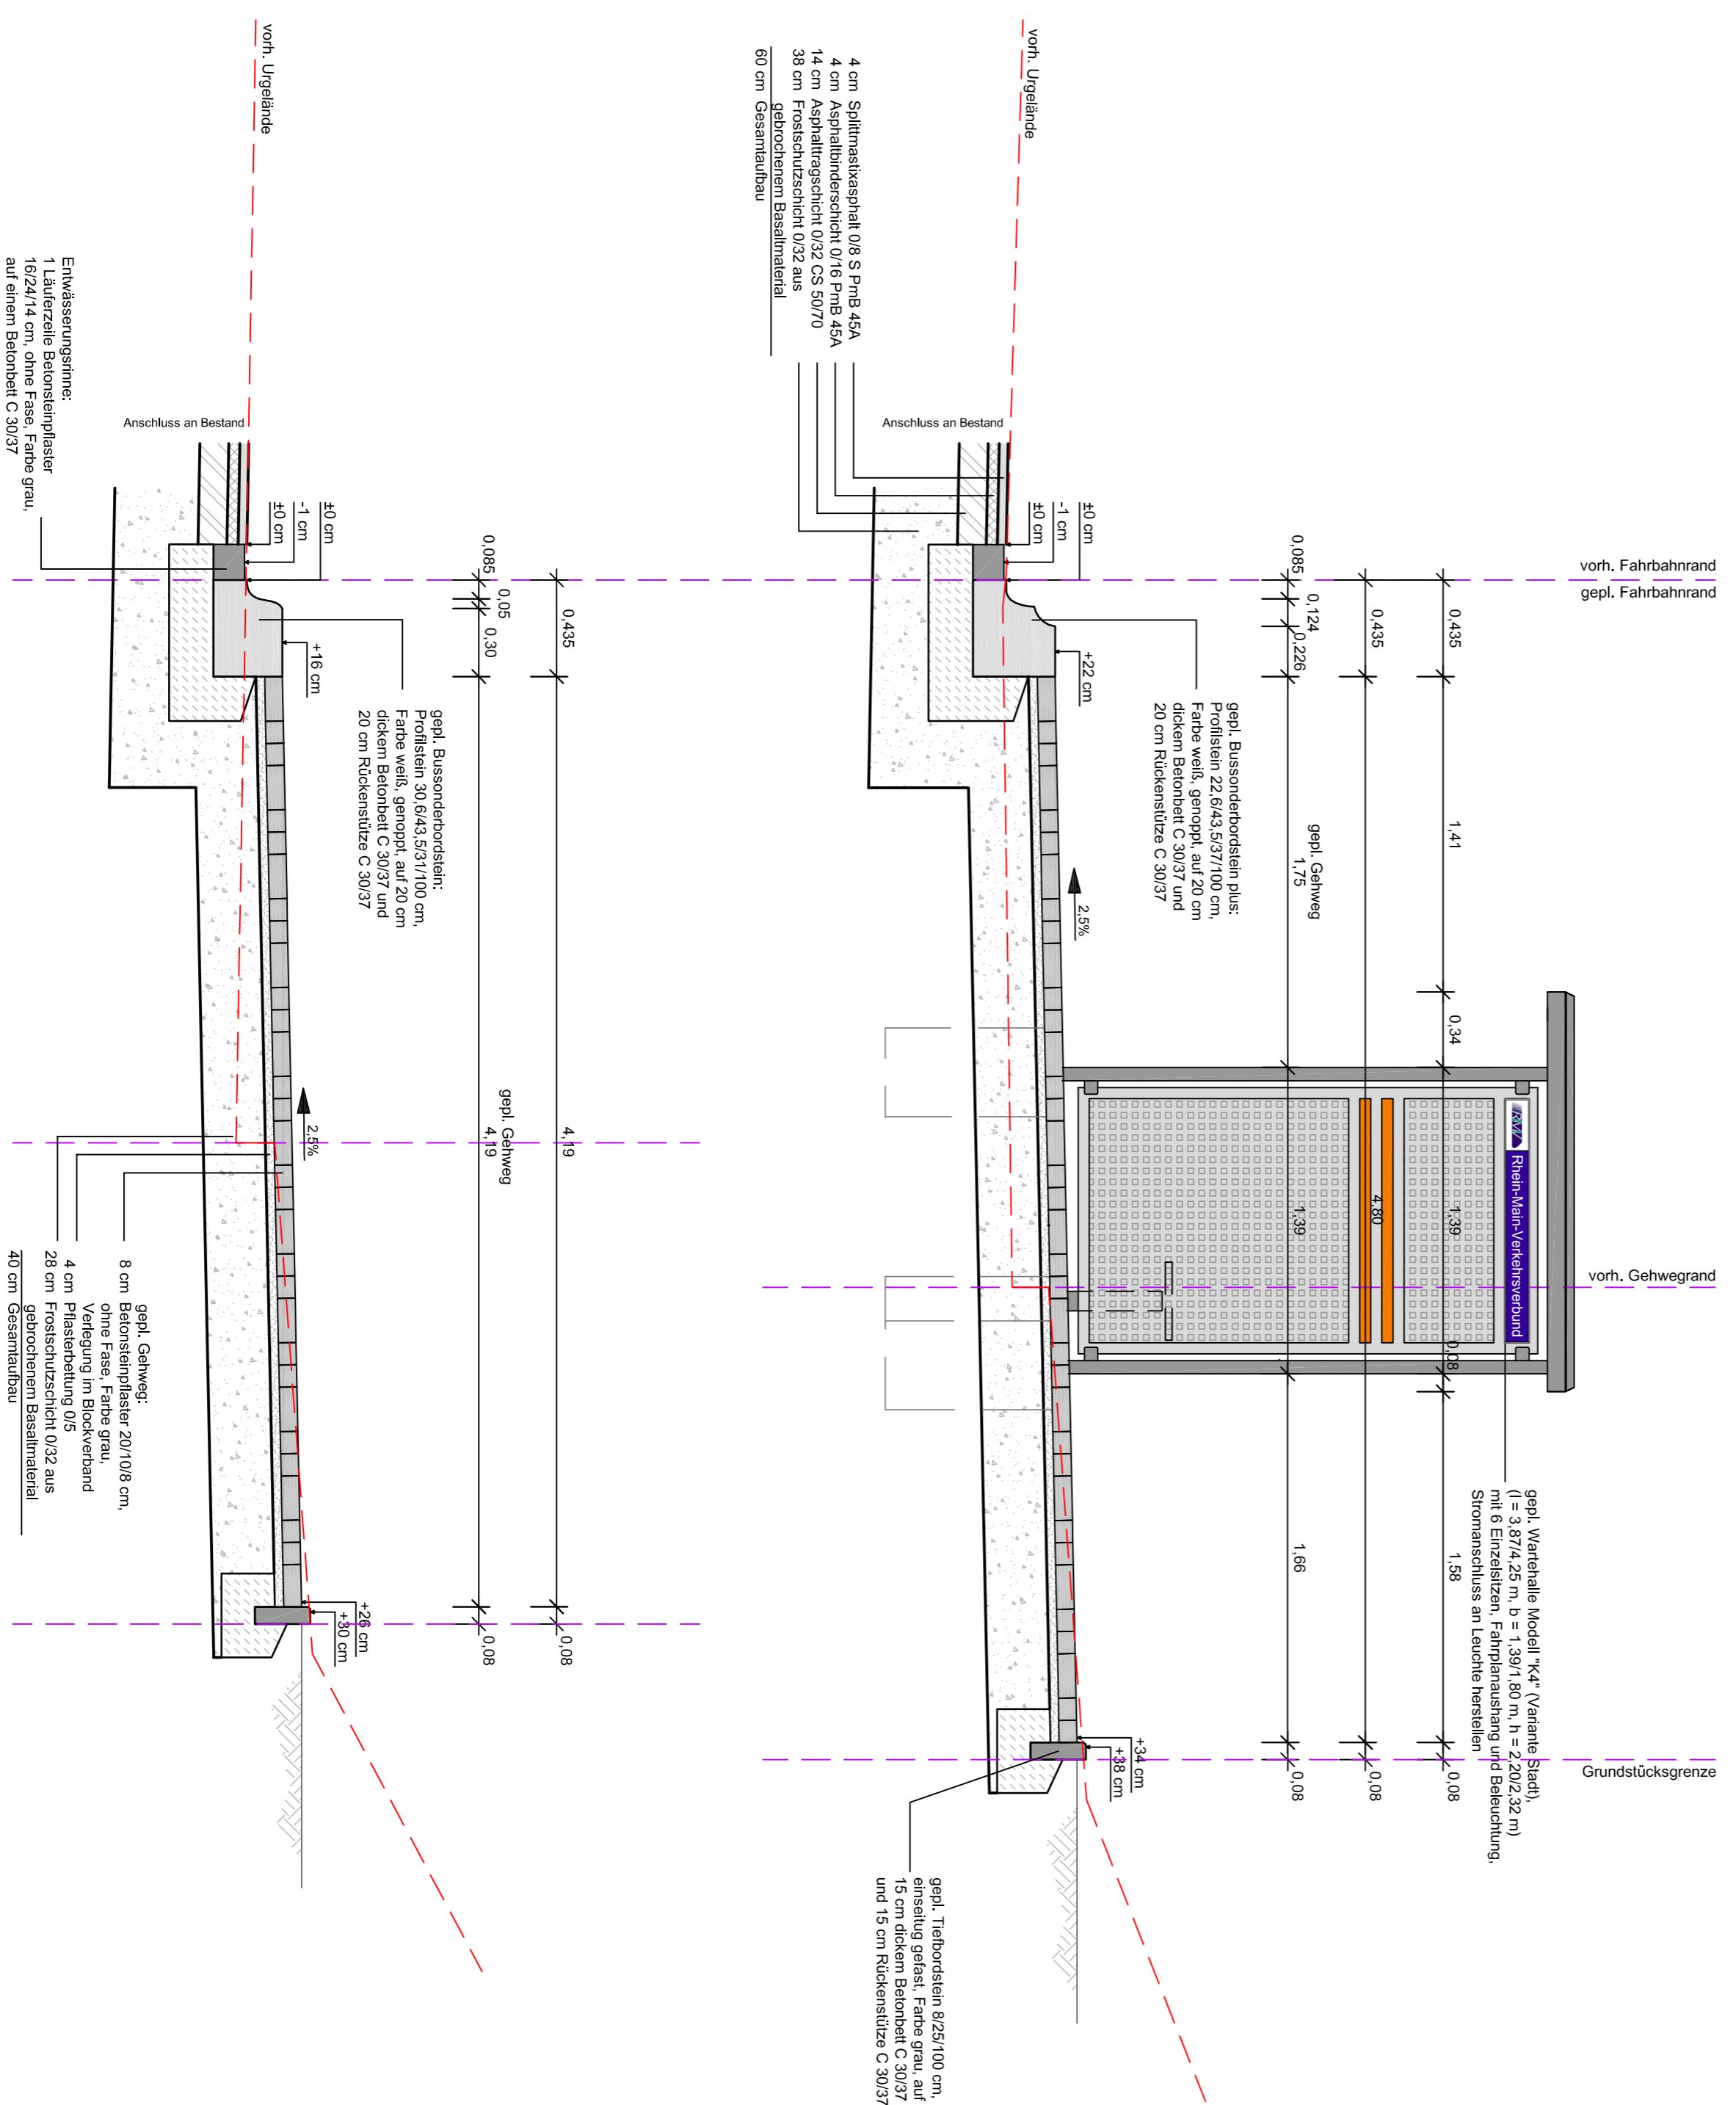 vorh. Fahrbahnrand
gepl. Fahrbahnrand
vorh. Gehwegrand
Grundstücksgrenze
vorh. Urgelände
4 cm Splittmastixasphalt 0/8 S PmB 45A
4 cm Asphaltbinderschicht 0/16 PmB 45A
14 cm Asphalttragschicht 0/32 CS 50/70
38 cm Frostschutzschicht 0/32 aus
gebrochenem Basaltmaterial
60 cm Gesamtaufbau
Anschluss an Bestand
±0 cm
-1 cm
±0 cm
+22 cm
0,435
1,41
0,34
1,39
0,08
1,58
0,08
0,435
4,80
0,08
0,085
0,124
0,226
gepl. Gehweg
1,75
1,39
1,66
0,08
2,5%
gepl. Bussonderbordstein plus:
Profilstein 22,6/43,5/37/100 cm,
Farbe weiß, genoppt, auf 20 cm
dickem Betonbett C 30/37 und
20 cm Rückenstütze C 30/37
RMV
Rhein-Main-Verkehrsverbund
gepl. Wartehalle Modell "K4" (Variante Stadt),
(l = 3,87/4,25 m, b = 1,39/1,80 m, h = 2,20/2,32 m)
mit 6 Einzelsitzen, Fahrplanaushang und Beleuchtung,
Stromanschluss an Leuchte herstellen
+34 cm
+38 cm
gepl. Tiefbordstein 8/25/100 cm,
einseitug gefast, Farbe grau, auf
15 cm dickem Betonbett C 30/37
und 15 cm Rückenstütze C 30/37
vorh. Urgelände
Anschluss an Bestand
±0 cm
-1 cm
±0 cm
+16 cm
0,435
4,19
0,08
0,085
0,05
0,30
gepl. Gehweg
4,19
0,08
2,5%
gepl. Bussonderbordstein:
Profilstein 30,6/43,5/31/100 cm,
Farbe weiß, genoppt, auf 20 cm
dickem Betonbett C 30/37 und
20 cm Rückenstütze C 30/37
+26 cm
+30 cm
Entwässerungsrinne:
1 Läuferzeile Betonsteinpflaster
16/24/14 cm, ohne Fase, Farbe grau,
auf einem Betonbett C 30/37
gepl. Gehweg:
8 cm Betonsteinpflaster 20/10/8 cm,
ohne Fase, Farbe grau,
Verlegung im Blockverband
4 cm Pflasterbettung 0/5
28 cm Frostschutzschicht 0/32 aus
gebrochenem Basaltmaterial
40 cm Gesamtaufbau